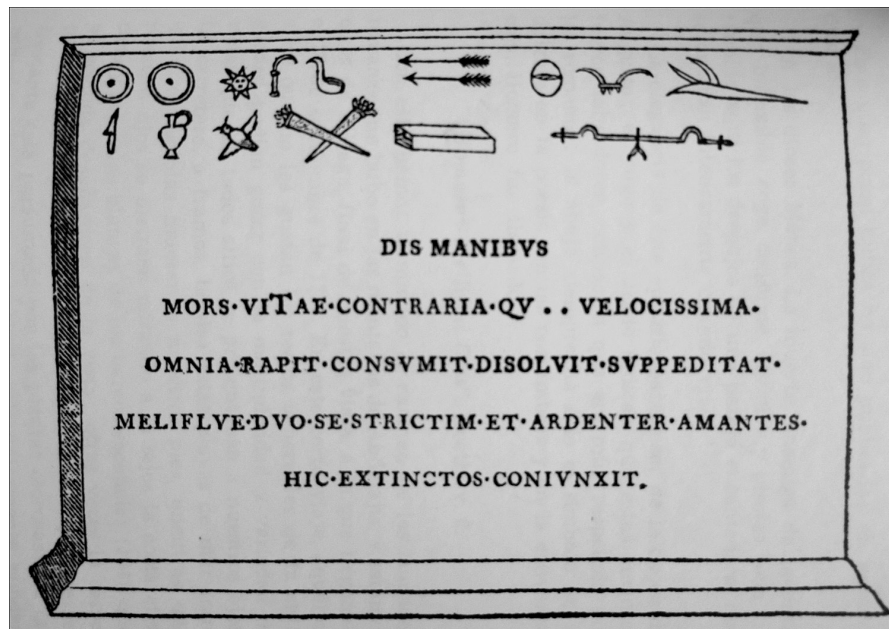 DIS MANIBVS
MORS·VITAE·CONTRARIA·QV . . VELOCISSIMA·
OMNIA·RAPIT·CONSVMIT·DISOLVIT·SVPPEDITAT·
MELIFLVE·DVO·SE·STRICTIM·ET·ARDENTER·AMANTES·
HIC·EXTINCTOS·CONIVNXIT.